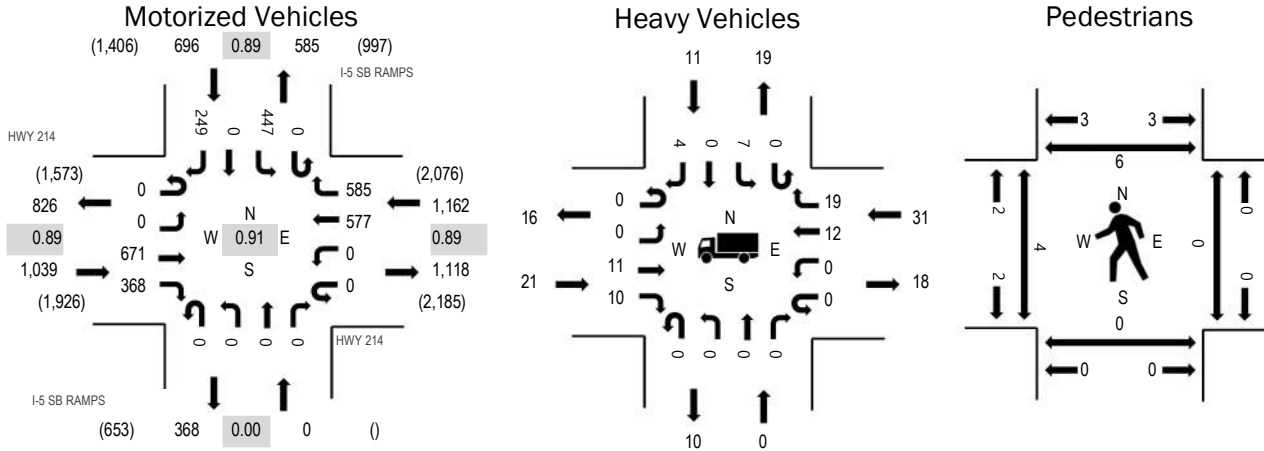 Motorized Vehicles
(1,406) 696 0.89 585 (997)
I-5 SB RAMPS
HWY 214
249 0 447 0
(1,573)
826
0.89
1,039
(1,926)
0
0
671
368
N
W 0.91 E
S
585
577
0
0
(2,076)
1,162
0.89
1,118
(2,185)
0 0 0 0
HWY 214
I-5 SB RAMPS
(653) 368 0.00 0 ()
Heavy Vehicles
11 19
4 0 7 0
16
21
0
0
11
10
N
W E
S
19
12
0
0
31
18
0 0 0 0
10 0
Pedestrians
3 3
6
2
2
4
N
W E
S
0
0
0
0
0 0